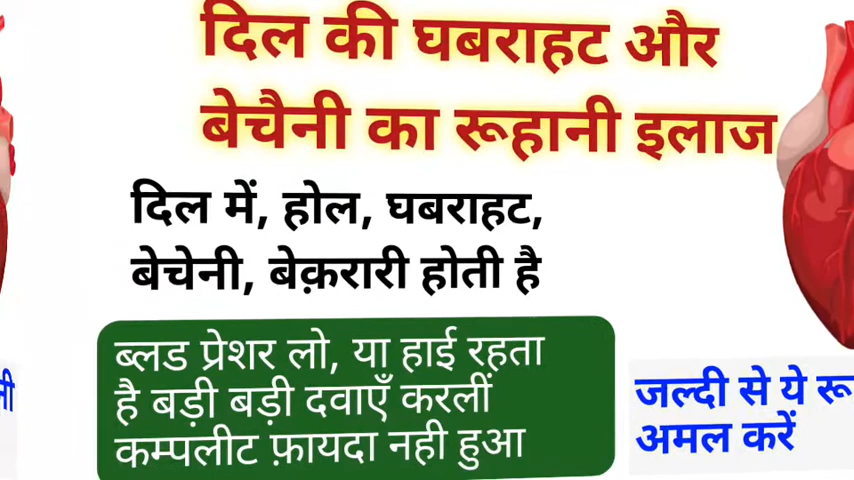 दिल की घबराहट और
बेचैनी का रूहानी इलाज
दिल में, होल, घबराहट,
बेचेनी, बेक़रारी होती है
ब्लड प्रेशर लो, या हाई रहता
है बड़ी बड़ी दवाएँ करलीं
कम्पलीट फ़ायदा नही हुआ
जल्दी से ये
अमल करें